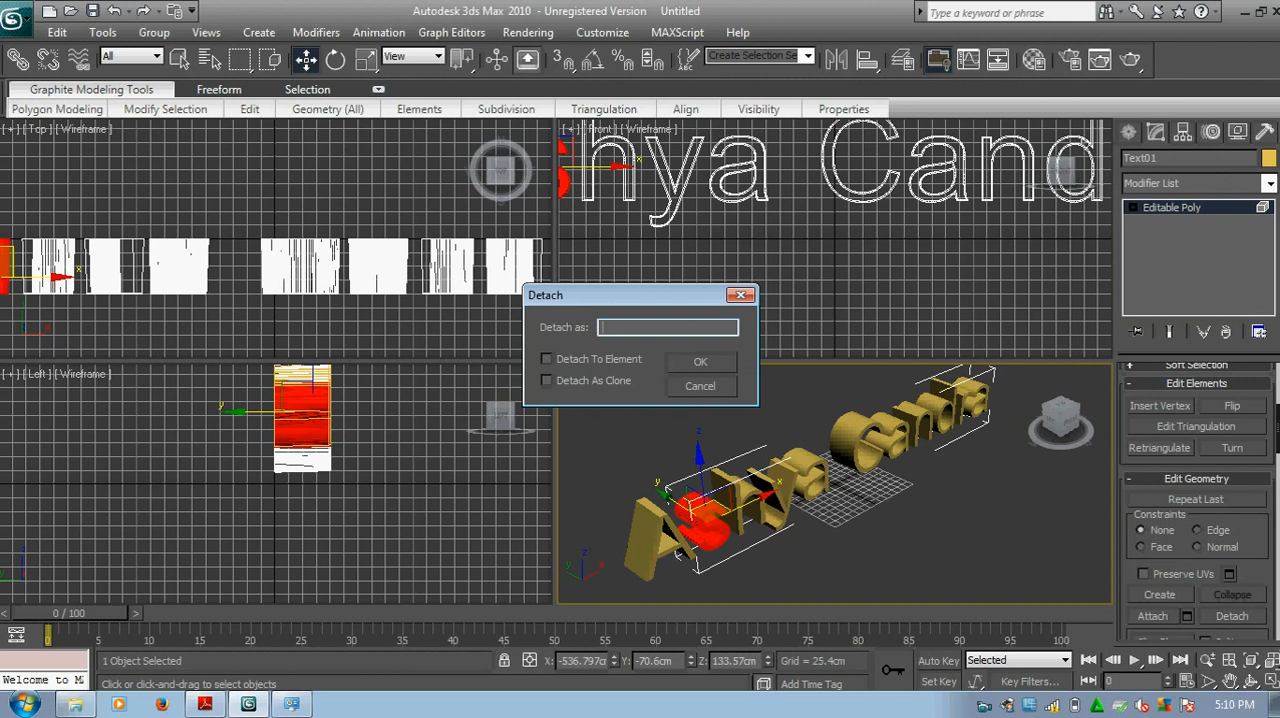 Autodesk 3ds Max 2010 - Unregistered Version Untitled
Type a keyword or phrase
Edit Tools Group Views Create Modifiers Animation Graph Editors Rendering Customize MAXScript Help
All View Create Selection Se
Graphite Modeling Tools Freeform Selection
Polygon Modeling Modify Selection Edit Geometry (All) Elements Subdivision Triangulation Align Visibility Properties
[ + ] [ Top ] [ Wireframe ]
[ + ] [ Front ] [ Wireframe ]
hya Cand
Text01
Modifier List
Editable Poly
Detach
Detach as:
Detach To Element
OK
Detach As Clone
Cancel
[ + ] [ Left ] [ Wireframe ]
Soft Selection
Edit Elements
Insert Vertex Flip
Edit Triangulation
Retriangulate Turn
Edit Geometry
Repeat Last
Constraints
None Edge
Face Normal
Preserve UVs
Create Collapse
Attach Detach
0 / 100
0 5 10 15 20 25 30 35 40 45 50 55 60 65 70 75 80 85 90 95 100
1 Object Selected X: -536.797cm Y: -70.6cm Z: 133.57cm Grid = 25.4cm Auto Key Selected
Welcome to M
Click or click-and-drag to select objects
Add Time Tag Set Key Key Filters... 0
5:10 PM